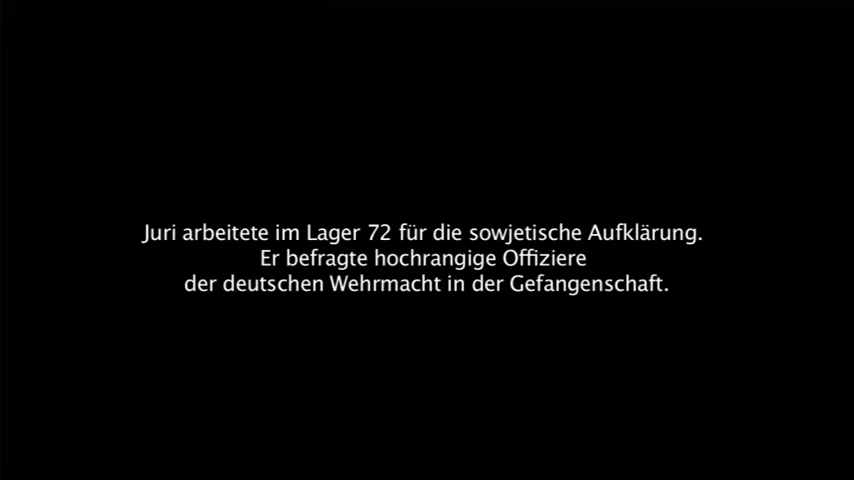 Juri arbeitete im Lager 72 für die sowjetische Aufklärung.
Er befragte hochrangige Offiziere
der deutschen Wehrmacht in der Gefangenschaft.